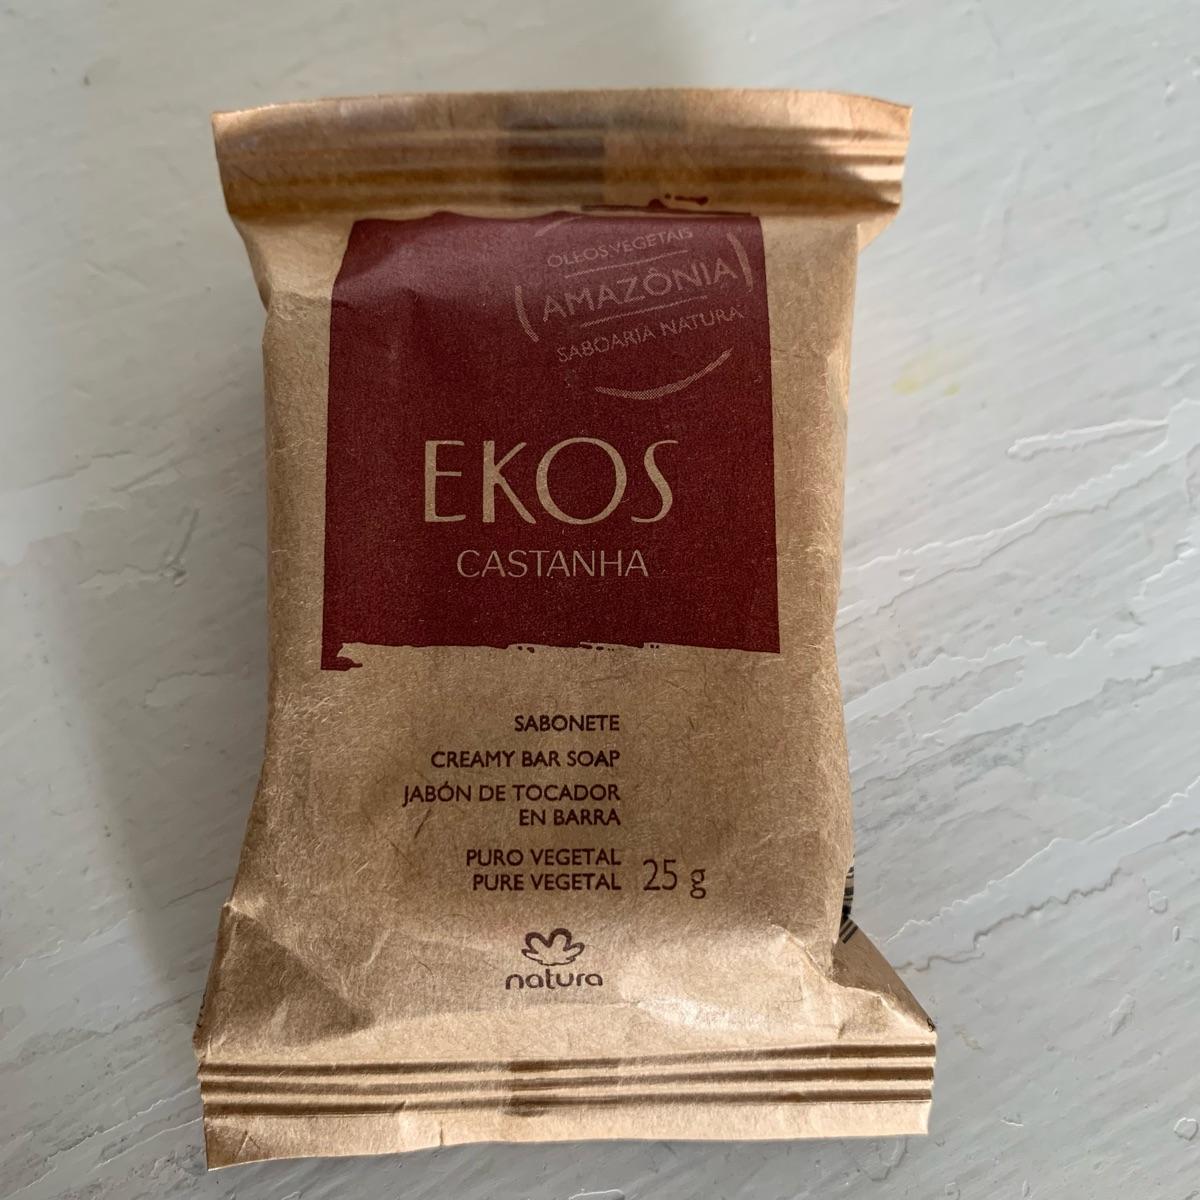 OLEOS VEGETAIS
AMAZÔNIA
SABOARIA NATURA
EKOS
CASTANHA
SABONETE
CREAMY BAR SOAP
JABÓN DE TOCADOR
EN BARRA
PURO VEGETAL
PURE VEGETAL 25 g
natura